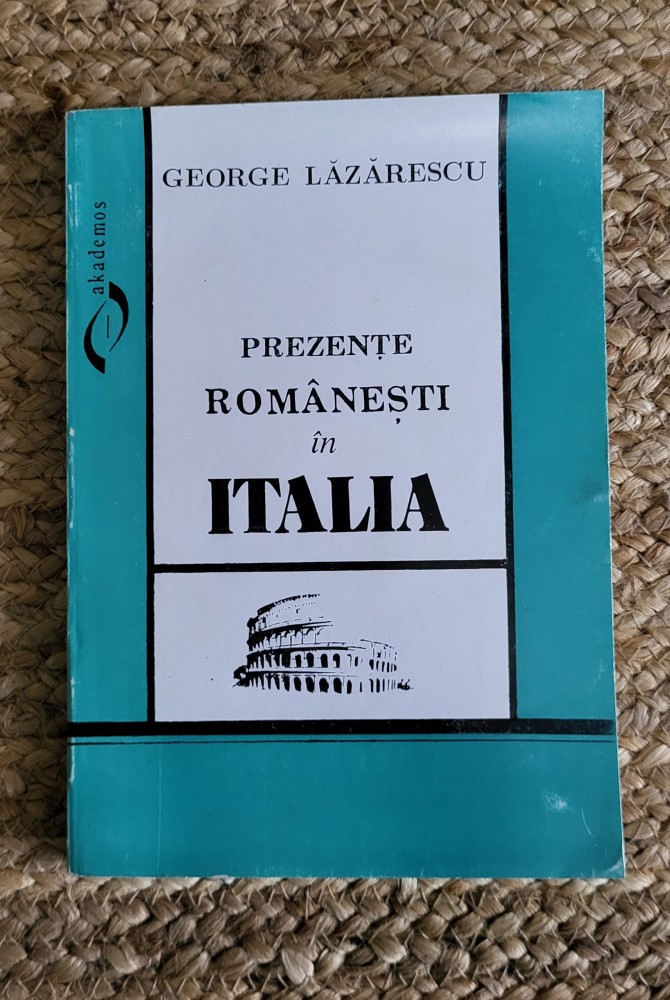 GEORGE LĂZĂRESCU
akademos
PREZENȚE
ROMÂNEȘTI
în
ITALIA